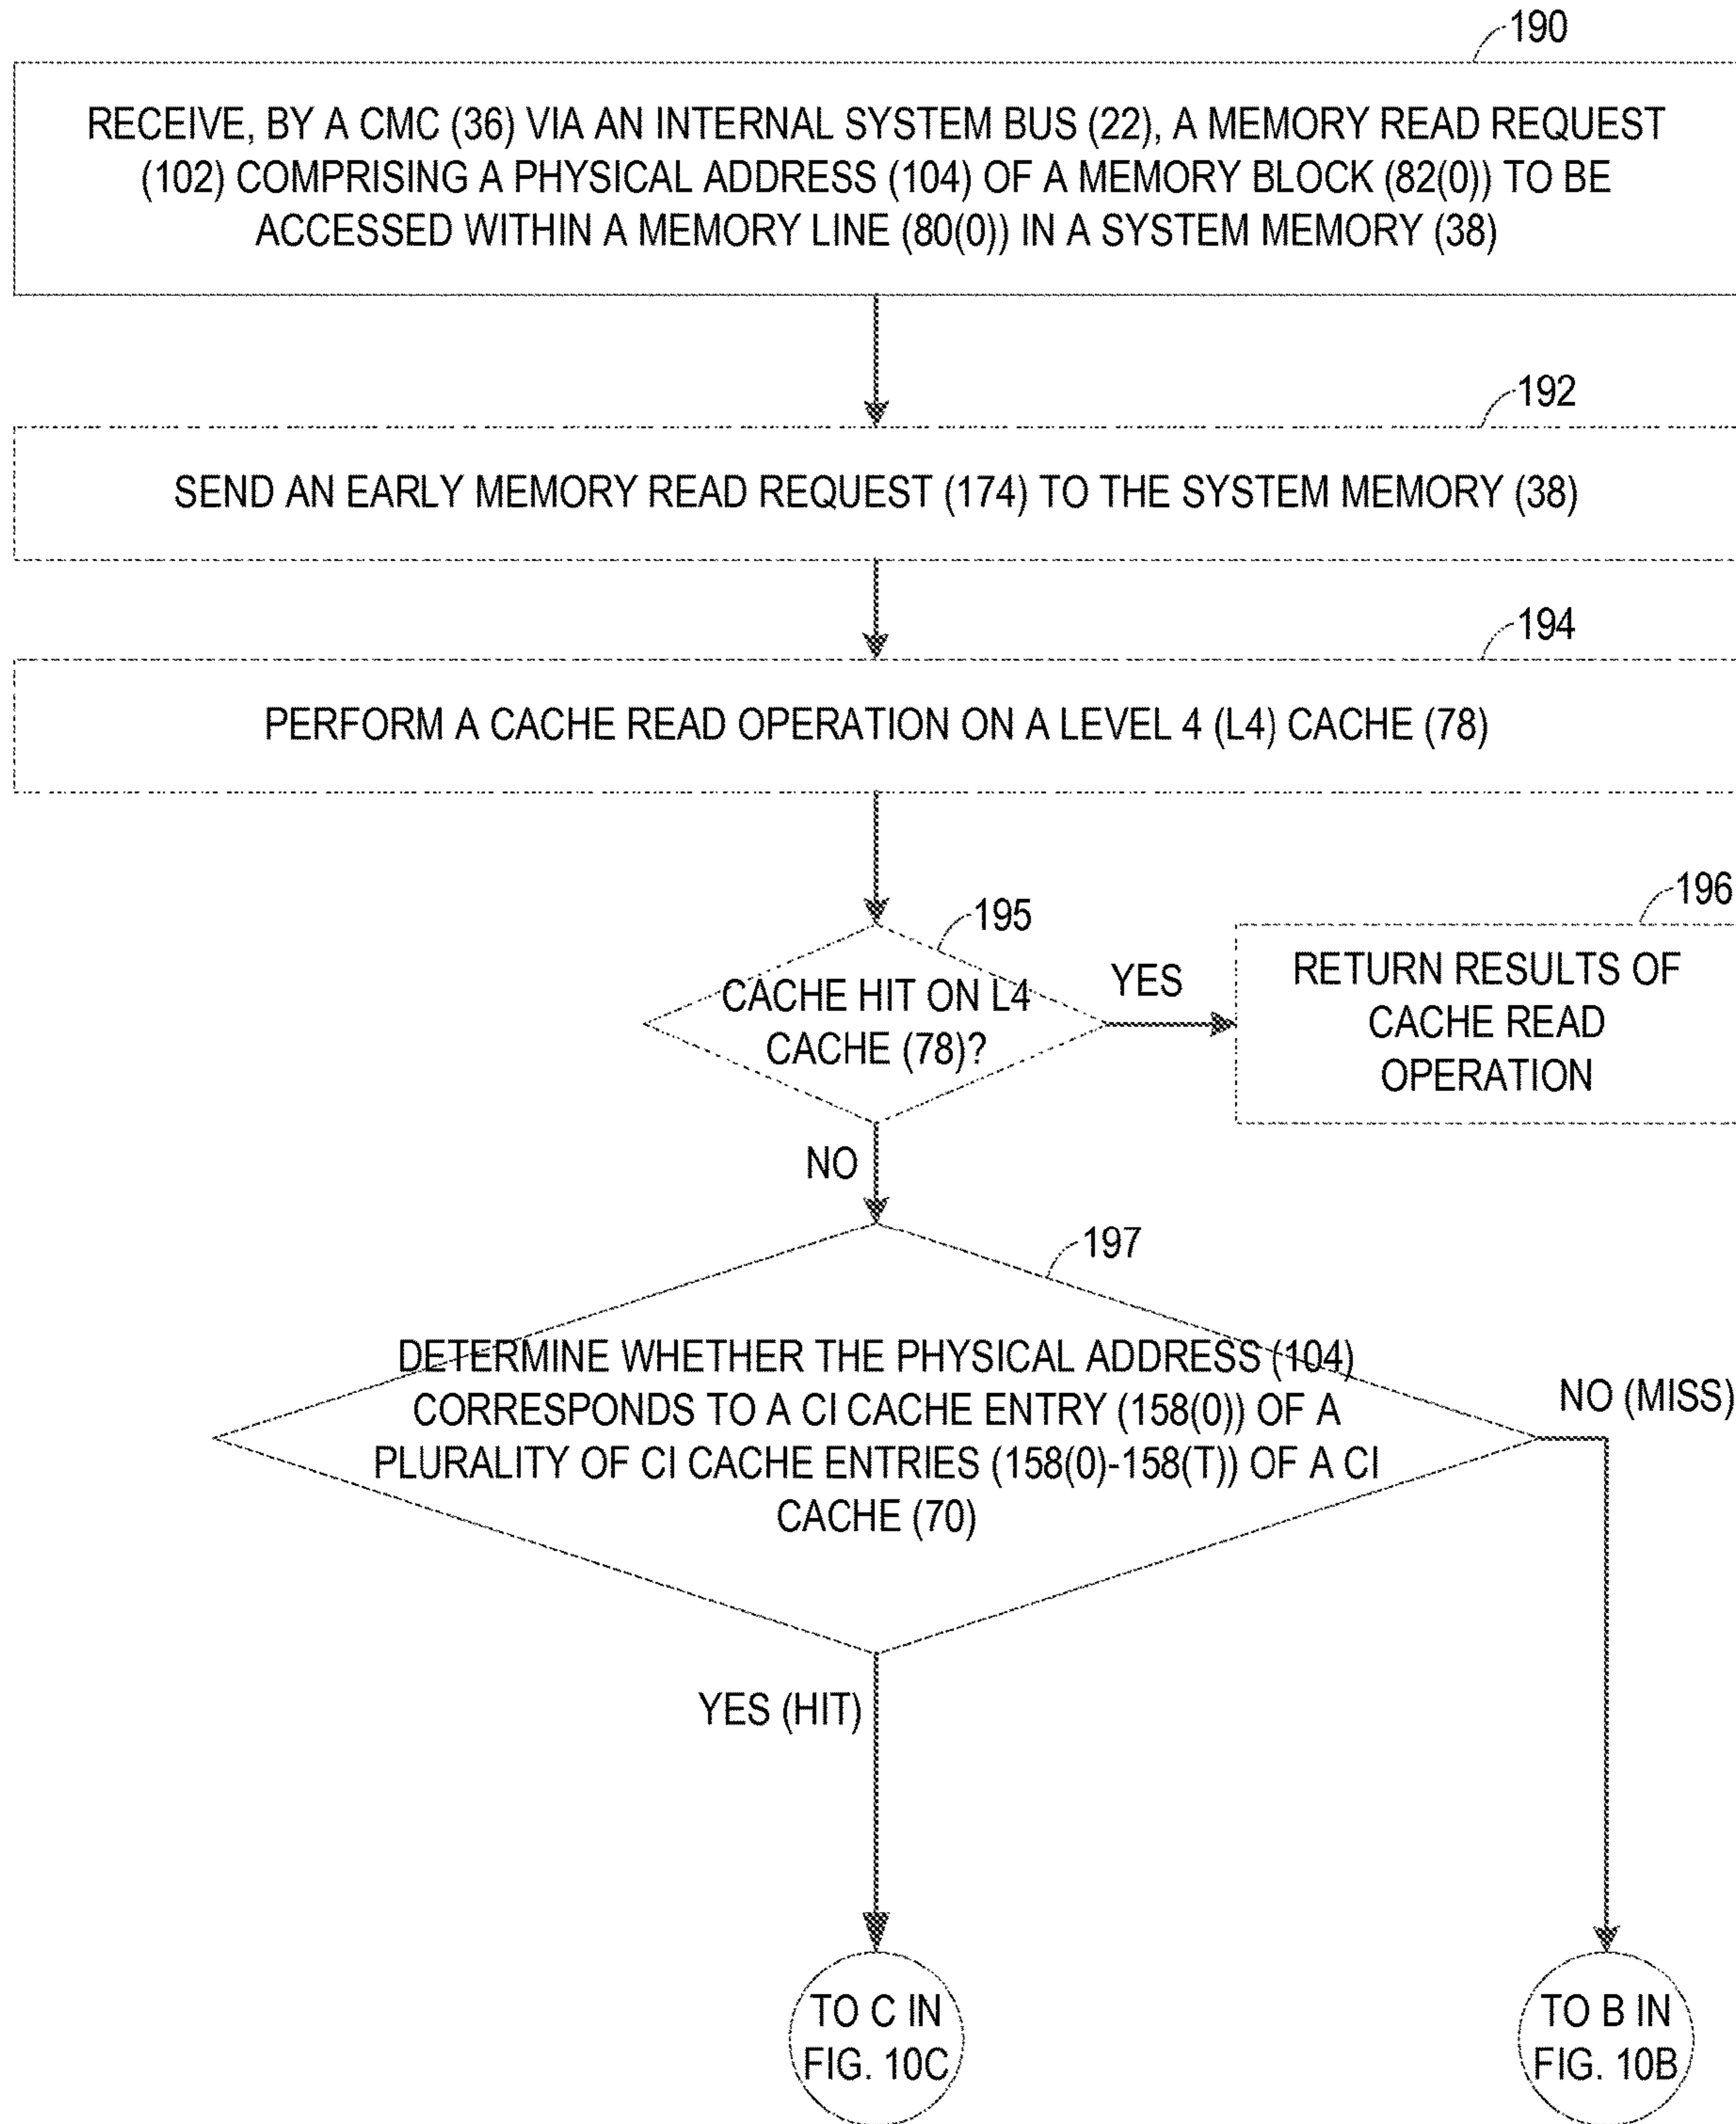 190
RECEIVE, BY A CMC (36) VIA AN INTERNAL SYSTEM BUS (22), A MEMORY READ REQUEST
(102) COMPRISING A PHYSICAL ADDRESS (104) OF A MEMORY BLOCK (82(0)) TO BE
ACCESSED WITHIN A MEMORY LINE (80(0)) IN A SYSTEM MEMORY (38)
192
SEND AN EARLY MEMORY READ REQUEST (174) TO THE SYSTEM MEMORY (38)
194
PERFORM A CACHE READ OPERATION ON A LEVEL 4 (L4) CACHE (78)
195
CACHE HIT ON L4
CACHE (78)?
YES
196
RETURN RESULTS OF
CACHE READ
OPERATION
NO
197
DETERMINE WHETHER THE PHYSICAL ADDRESS (104)
CORRESPONDS TO A CI CACHE ENTRY (158(0)) OF A
PLURALITY OF CI CACHE ENTRIES (158(0)-158(T)) OF A CI
CACHE (70)
NO (MISS)
YES (HIT)
TO C IN
FIG. 10C
TO B IN
FIG. 10B